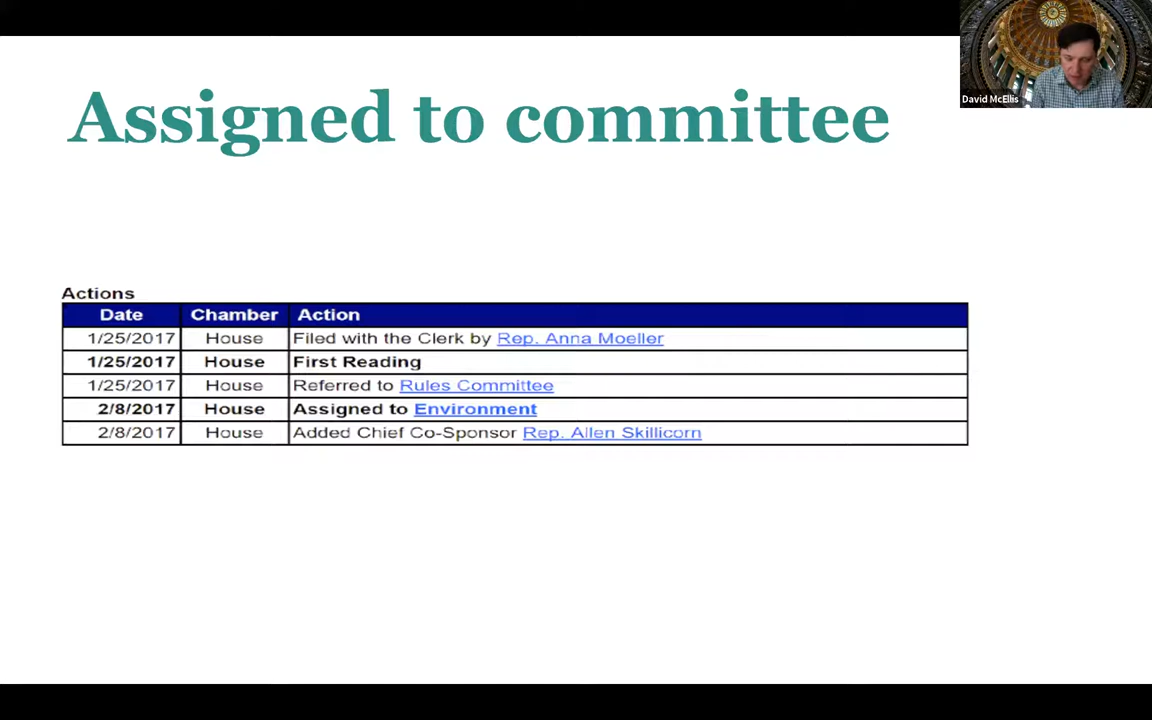 Assigned to committee
David McEllis
Actions
Date Chamber Action
1/25/2017 House Filed with the Clerk by Rep. Anna Moeller
1/25/2017 House First Reading
1/25/2017 House Referred to Rules Committee
2/8/2017 House Assigned to Environment
2/8/2017 House Added Chief Co-Sponsor Rep. Allen Skillicorn